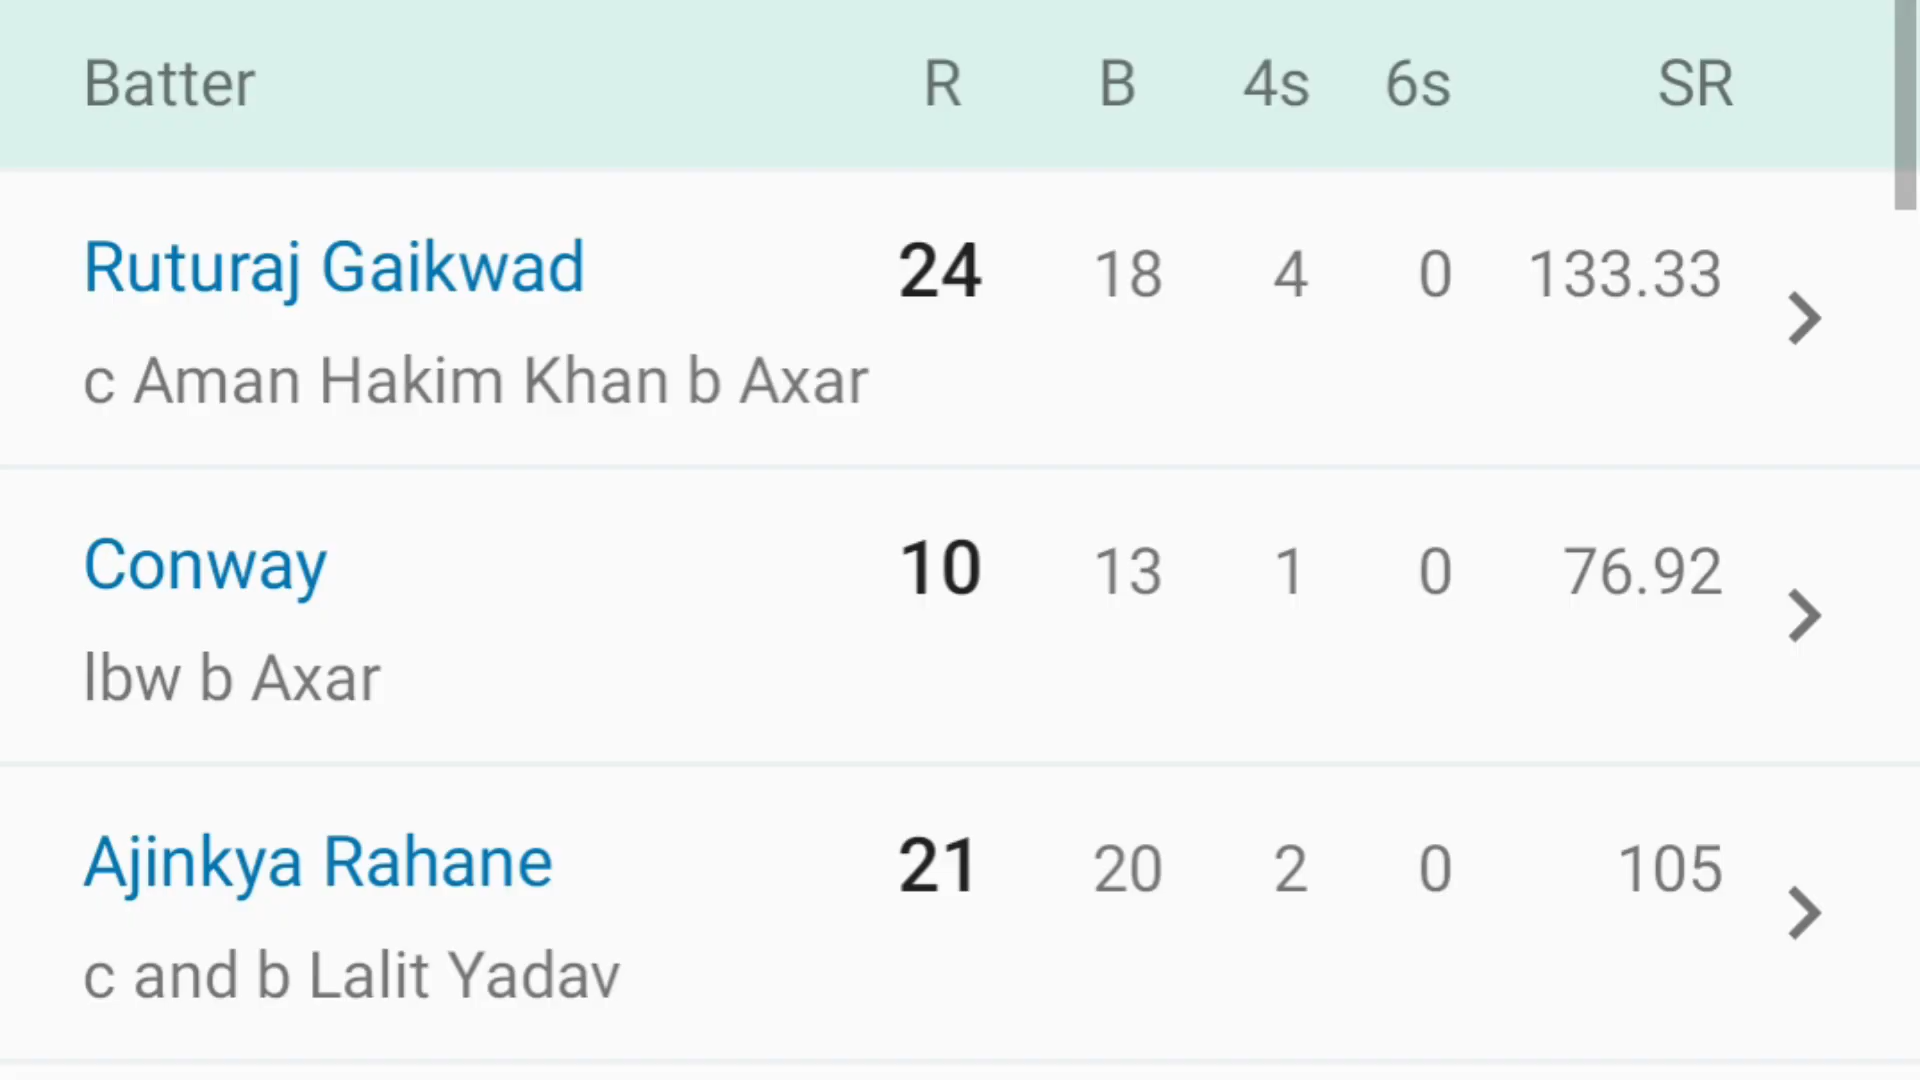 Batter R B 4s 6s SR
Ruturaj Gaikwad 24 18 4 0 133.33
c Aman Hakim Khan b Axar
Conway 10 13 1 0 76.92
lbw b Axar
Ajinkya Rahane 21 20 2 0 105
c and b Lalit Yadav